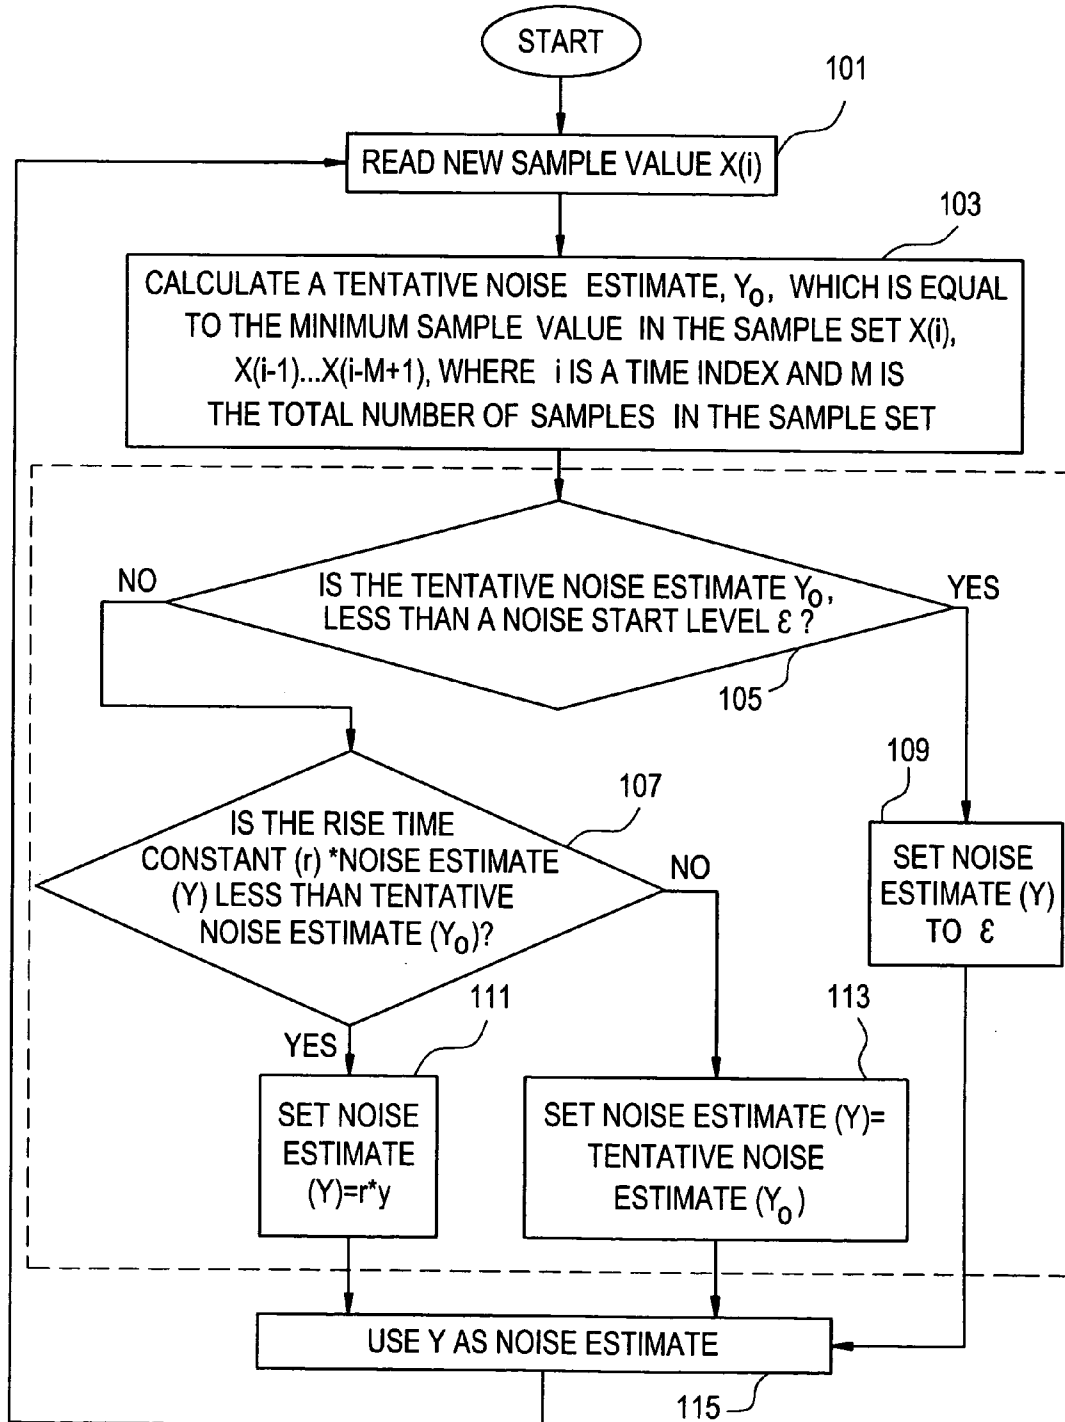 START
101
READ NEW SAMPLE VALUE X(i)
103
CALCULATE A TENTATIVE NOISE ESTIMATE, Y₀, WHICH IS EQUAL
TO THE MINIMUM SAMPLE VALUE IN THE SAMPLE SET X(i),
X(i-1)...X(i-M+1), WHERE i IS A TIME INDEX AND M IS
THE TOTAL NUMBER OF SAMPLES IN THE SAMPLE SET
NO
IS THE TENTATIVE NOISE ESTIMATE Y₀,
LESS THAN A NOISE START LEVEL ε ?
YES
105
107
IS THE RISE TIME
CONSTANT (r) *NOISE ESTIMATE
(Y) LESS THAN TENTATIVE
NOISE ESTIMATE (Y₀)?
NO
109
SET NOISE
ESTIMATE (Y)
TO ε
YES
111
SET NOISE
ESTIMATE
(Y)=r*y
113
SET NOISE ESTIMATE (Y)=
TENTATIVE NOISE
ESTIMATE (Y₀)
USE Y AS NOISE ESTIMATE
115